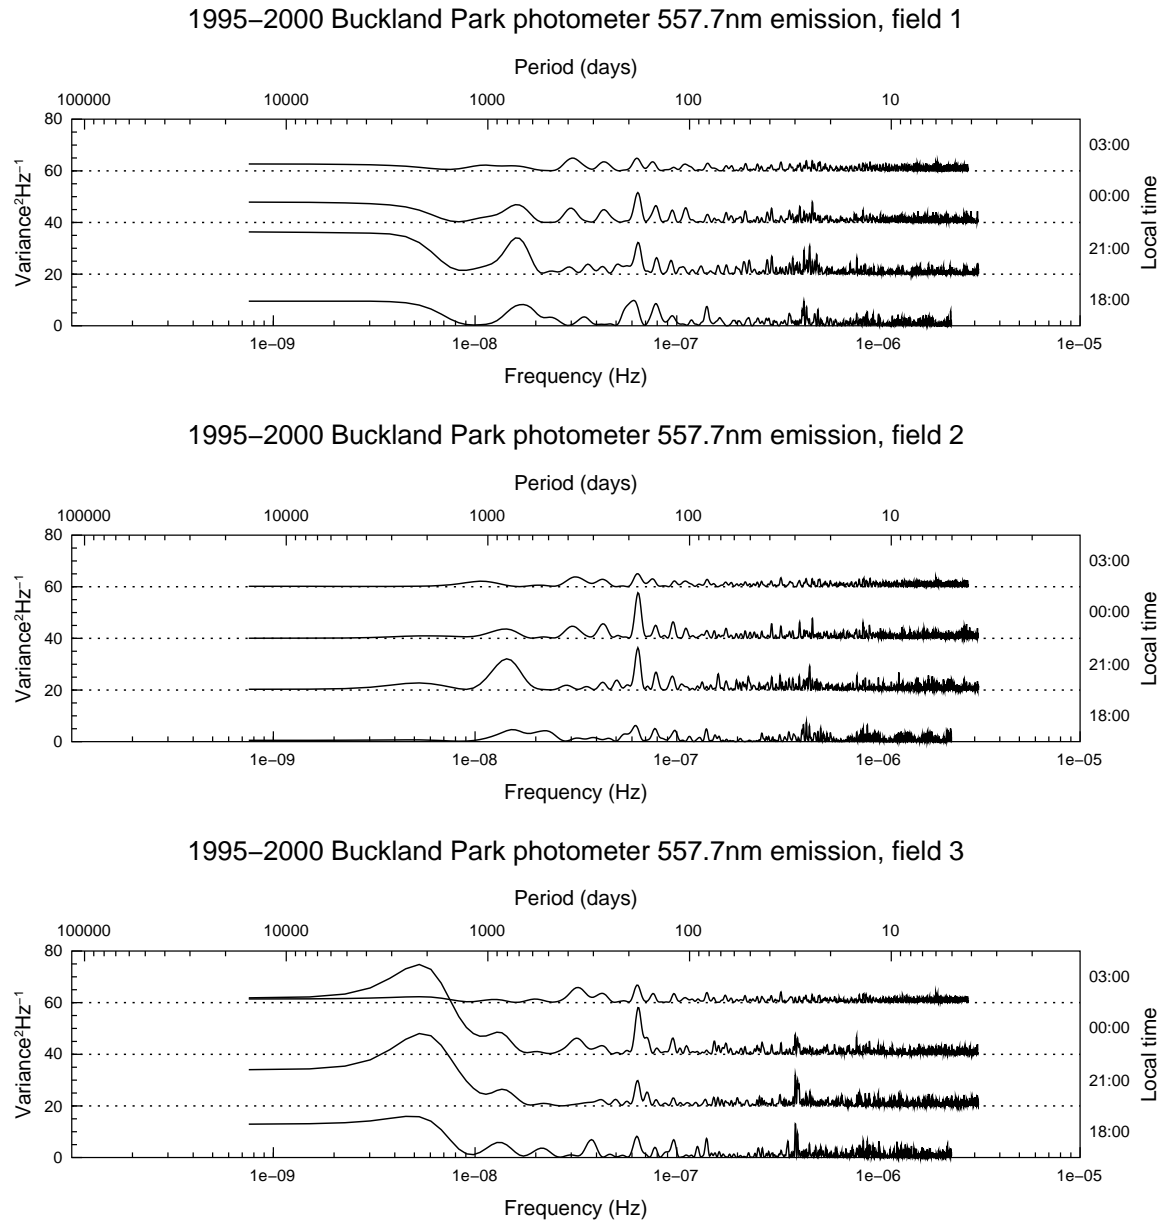 1995−2000 Buckland Park photometer 557.7nm emission, field 1
Period (days)
100000 10000 1000 100 10
80
60
40
20
0
Variance²Hz⁻¹
03:00
00:00
21:00
18:00
Local time
1e−09 1e−08 1e−07 1e−06 1e−05
Frequency (Hz)
1995−2000 Buckland Park photometer 557.7nm emission, field 2
Period (days)
100000 10000 1000 100 10
80
60
40
20
0
Variance²Hz⁻¹
03:00
00:00
21:00
18:00
Local time
1e−09 1e−08 1e−07 1e−06 1e−05
Frequency (Hz)
1995−2000 Buckland Park photometer 557.7nm emission, field 3
Period (days)
100000 10000 1000 100 10
80
60
40
20
0
Variance²Hz⁻¹
03:00
00:00
21:00
18:00
Local time
1e−09 1e−08 1e−07 1e−06 1e−05
Frequency (Hz)